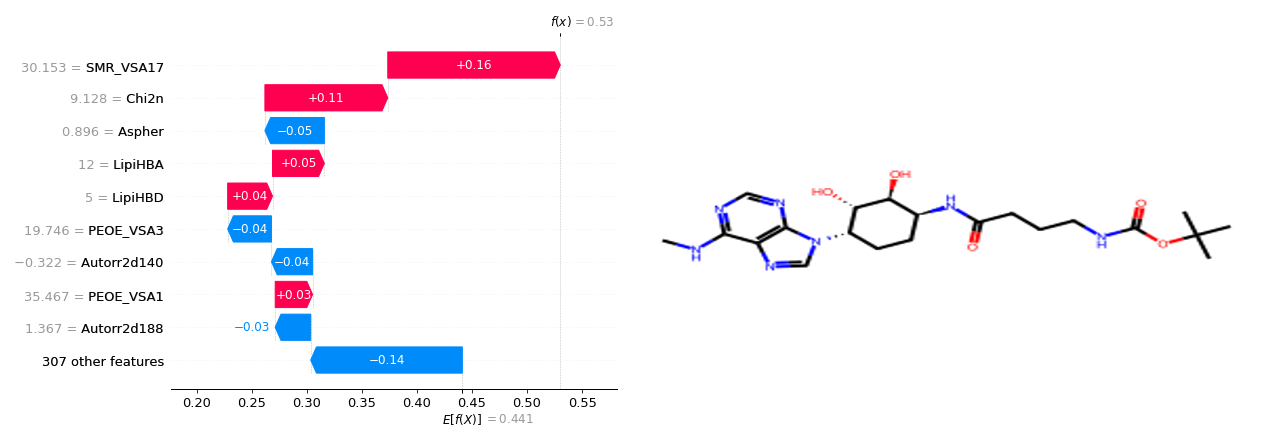 f(x) = 0.53
30.153 = SMR_VSA17
+0.16
9.128 = Chi2n
+0.11
0.896 = Aspher
−0.05
12 = LipiHBA
+0.05
5 = LipiHBD
+0.04
19.746 = PEOE_VSA3
−0.04
−0.322 = Autorr2d140
−0.04
35.467 = PEOE_VSA1
+0.03
1.367 = Autorr2d188
−0.03
307 other features
−0.14
0.20 0.25 0.30 0.35 0.40 0.45 0.50 0.55
E[f(X)] = 0.441
OH
HO
N
N
N
N
N
H
N
H
O
N
H
O
O
N
H